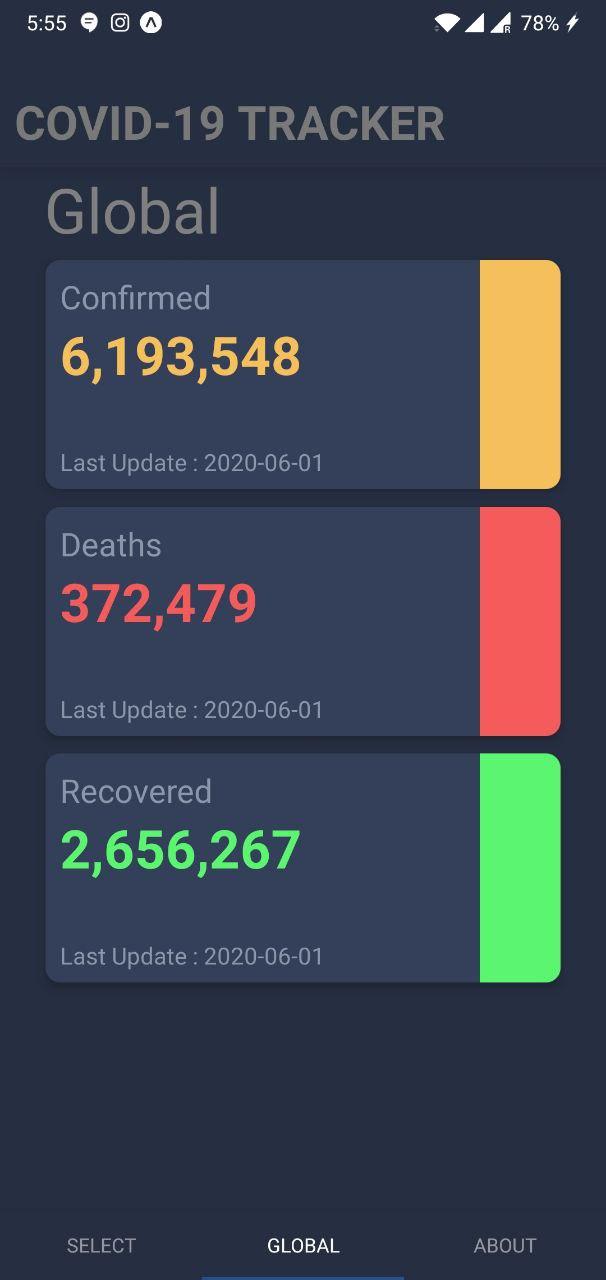 5:55
78%
COVID-19 TRACKER
Global
Confirmed
6,193,548
Last Update : 2020-06-01
Deaths
372,479
Last Update : 2020-06-01
Recovered
2,656,267
Last Update : 2020-06-01
SELECT
GLOBAL
ABOUT